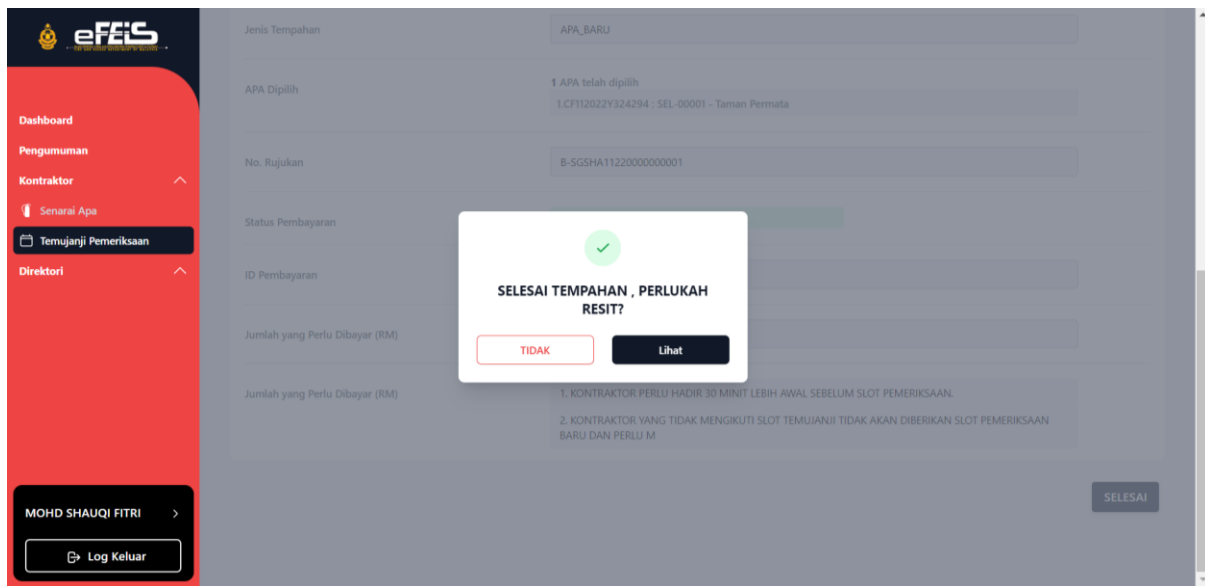 eFEiS
Dashboard
Pengumuman
Kontraktor
Senarai Apa
Temujanji Pemeriksaan
Direktori
MOHD SHAUQI FITRI
Log Keluar
Jenis Tempahan
APA_BARU
APA Dipilih
1 APA telah dipilih
1.CF112022Y324294 : SEL-00001 - Taman Permata
No. Rujukan
B-SGSHA11220000000001
Status Pembayaran
ID Pembayaran
Jumlah yang Perlu Dibayar (RM)
Jumlah yang Perlu Dibayar (RM)
1. KONTRAKTOR PERLU HADIR 30 MINIT LEBIH AWAL SEBELUM SLOT PEMERIKSAAN.
2. KONTRAKTOR YANG TIDAK MENGIKUTI SLOT TEMUJANJI TIDAK AKAN DIBERIKAN SLOT PEMERIKSAAN
BARU DAN PERLU M
SELESAI TEMPAHAN , PERLUKAH
RESIT?
TIDAK
Lihat
SELESAI